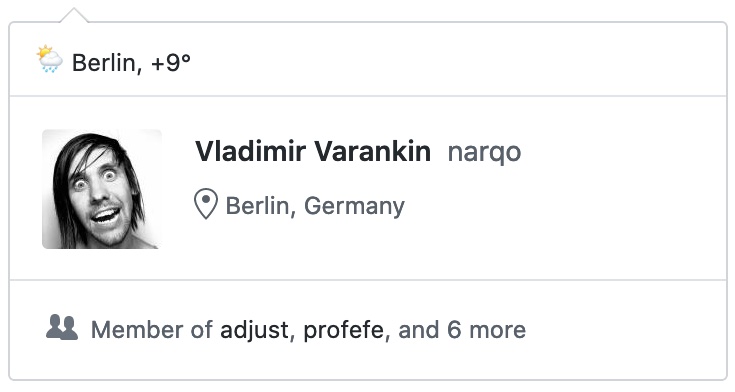 Berlin, +9°
Vladimir Varankin narqo
Berlin, Germany
Member of adjust, profefe, and 6 more